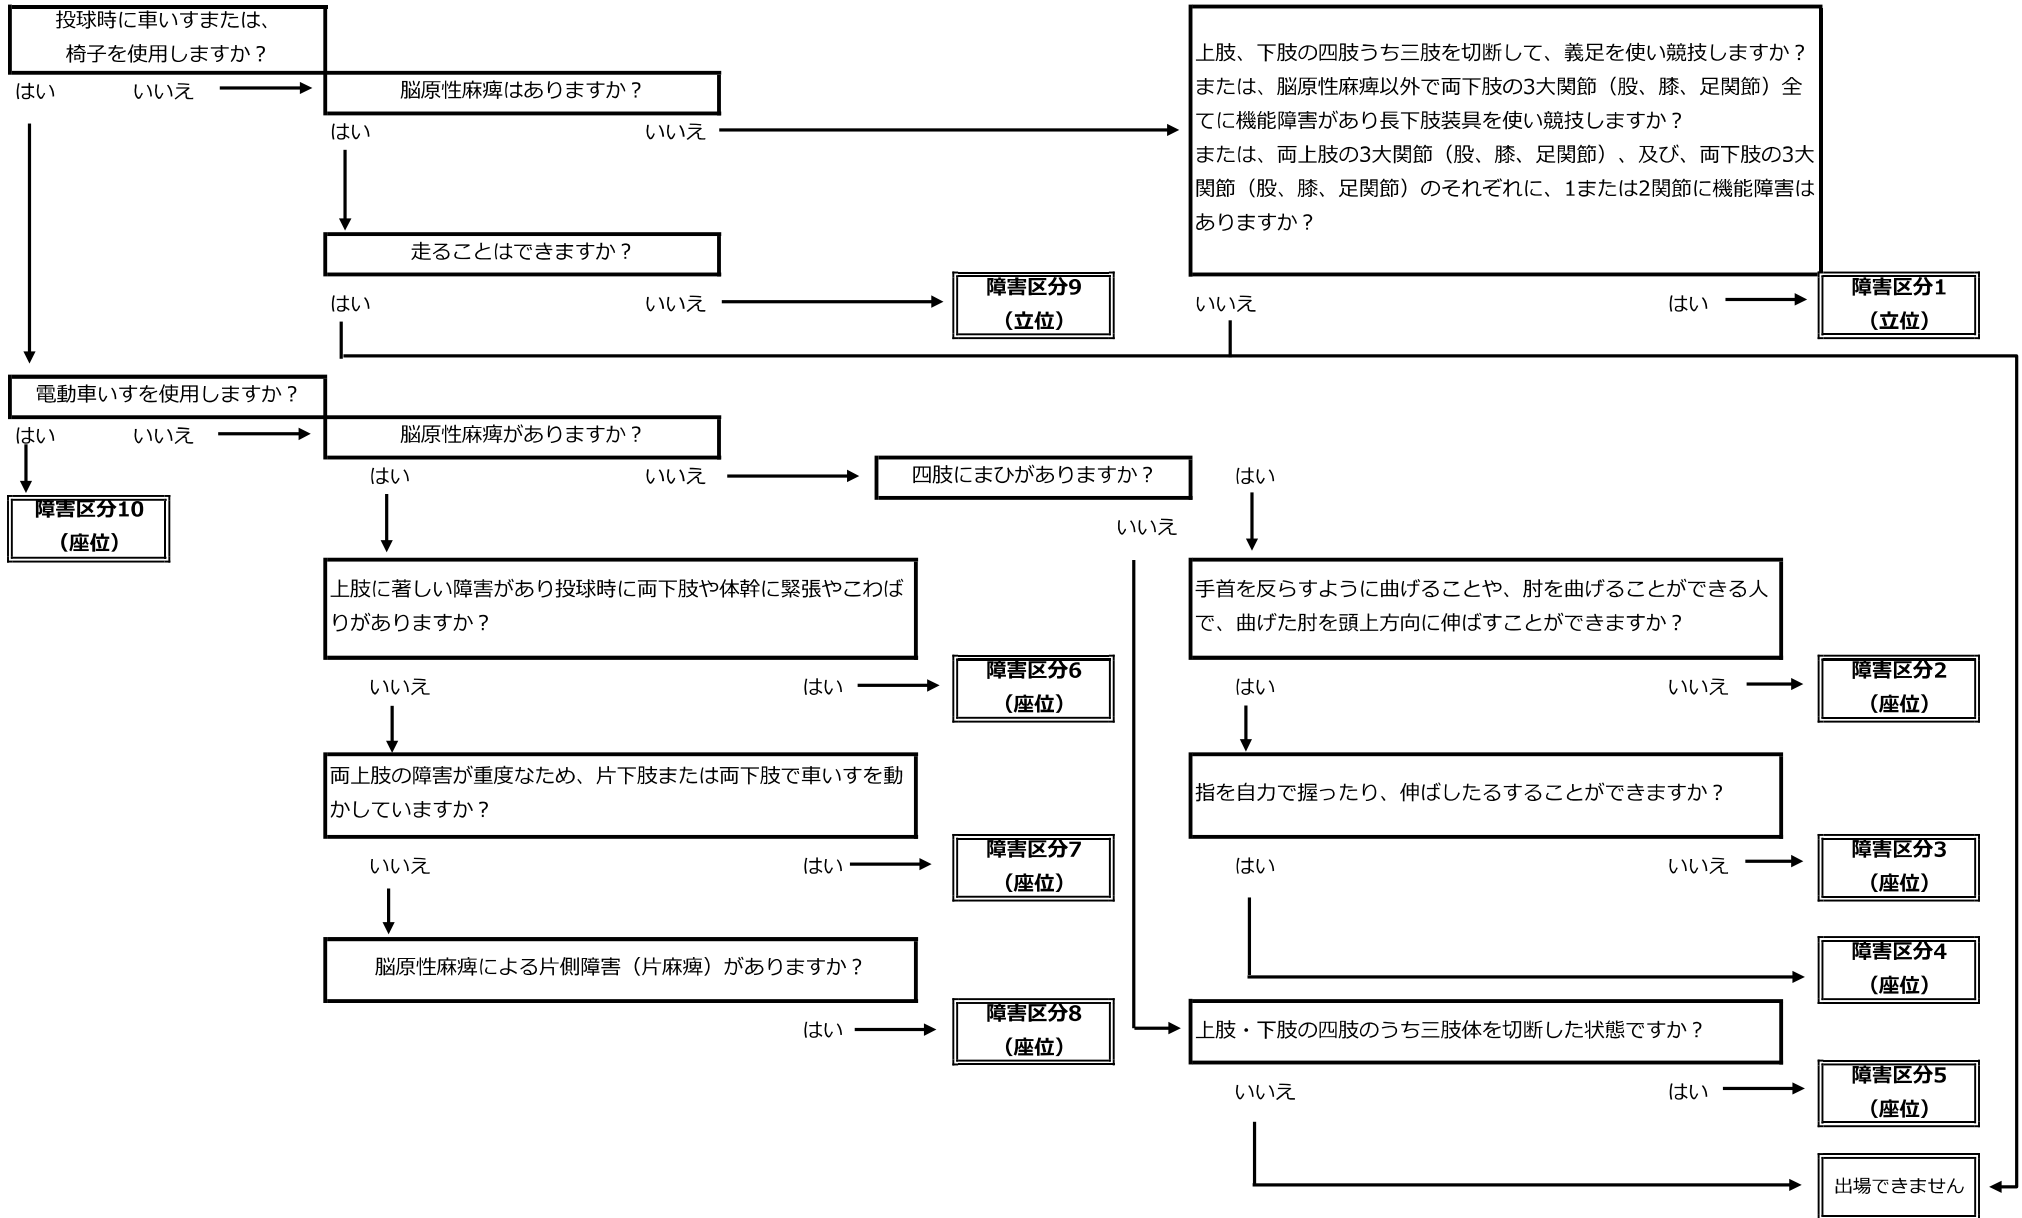 投球時に車いすまたは、
椅子を使用しますか？
はい
いいえ
脳原性麻痺はありますか？
はい
いいえ
上肢、下肢の四肢うち三肢を切断して、義足を使い競技しますか？
または、脳原性麻痺以外で両下肢の3大関節（股、膝、足関節）全
てに機能障害があり長下肢装具を使い競技しますか？
または、両上肢の3大関節（股、膝、足関節）、及び、両下肢の3大
関節（股、膝、足関節）のそれぞれに、1または2関節に機能障害は
ありますか？
走ることはできますか？
はい
いいえ
障害区分9
（立位）
いいえ
はい
障害区分1
（立位）
電動車いすを使用しますか？
はい
いいえ
脳原性麻痺がありますか？
障害区分10
（座位）
はい
いいえ
四肢にまひがありますか？
はい
いいえ
上肢に著しい障害があり投球時に両下肢や体幹に緊張やこわば
りがありますか？
手首を反らすように曲げることや、肘を曲げることができる人
で、曲げた肘を頭上方向に伸ばすことができますか？
いいえ
はい
障害区分6
（座位）
はい
いいえ
障害区分2
（座位）
両上肢の障害が重度なため、片下肢または両下肢で車いすを動
かしていますか？
指を自力で握ったり、伸ばしたるすることができますか？
いいえ
はい
障害区分7
（座位）
はい
いいえ
障害区分3
（座位）
脳原性麻痺による片側障害（片麻痺）がありますか？
障害区分4
（座位）
はい
障害区分8
（座位）
上肢・下肢の四肢のうち三肢体を切断した状態ですか？
いいえ
はい
障害区分5
（座位）
出場できません